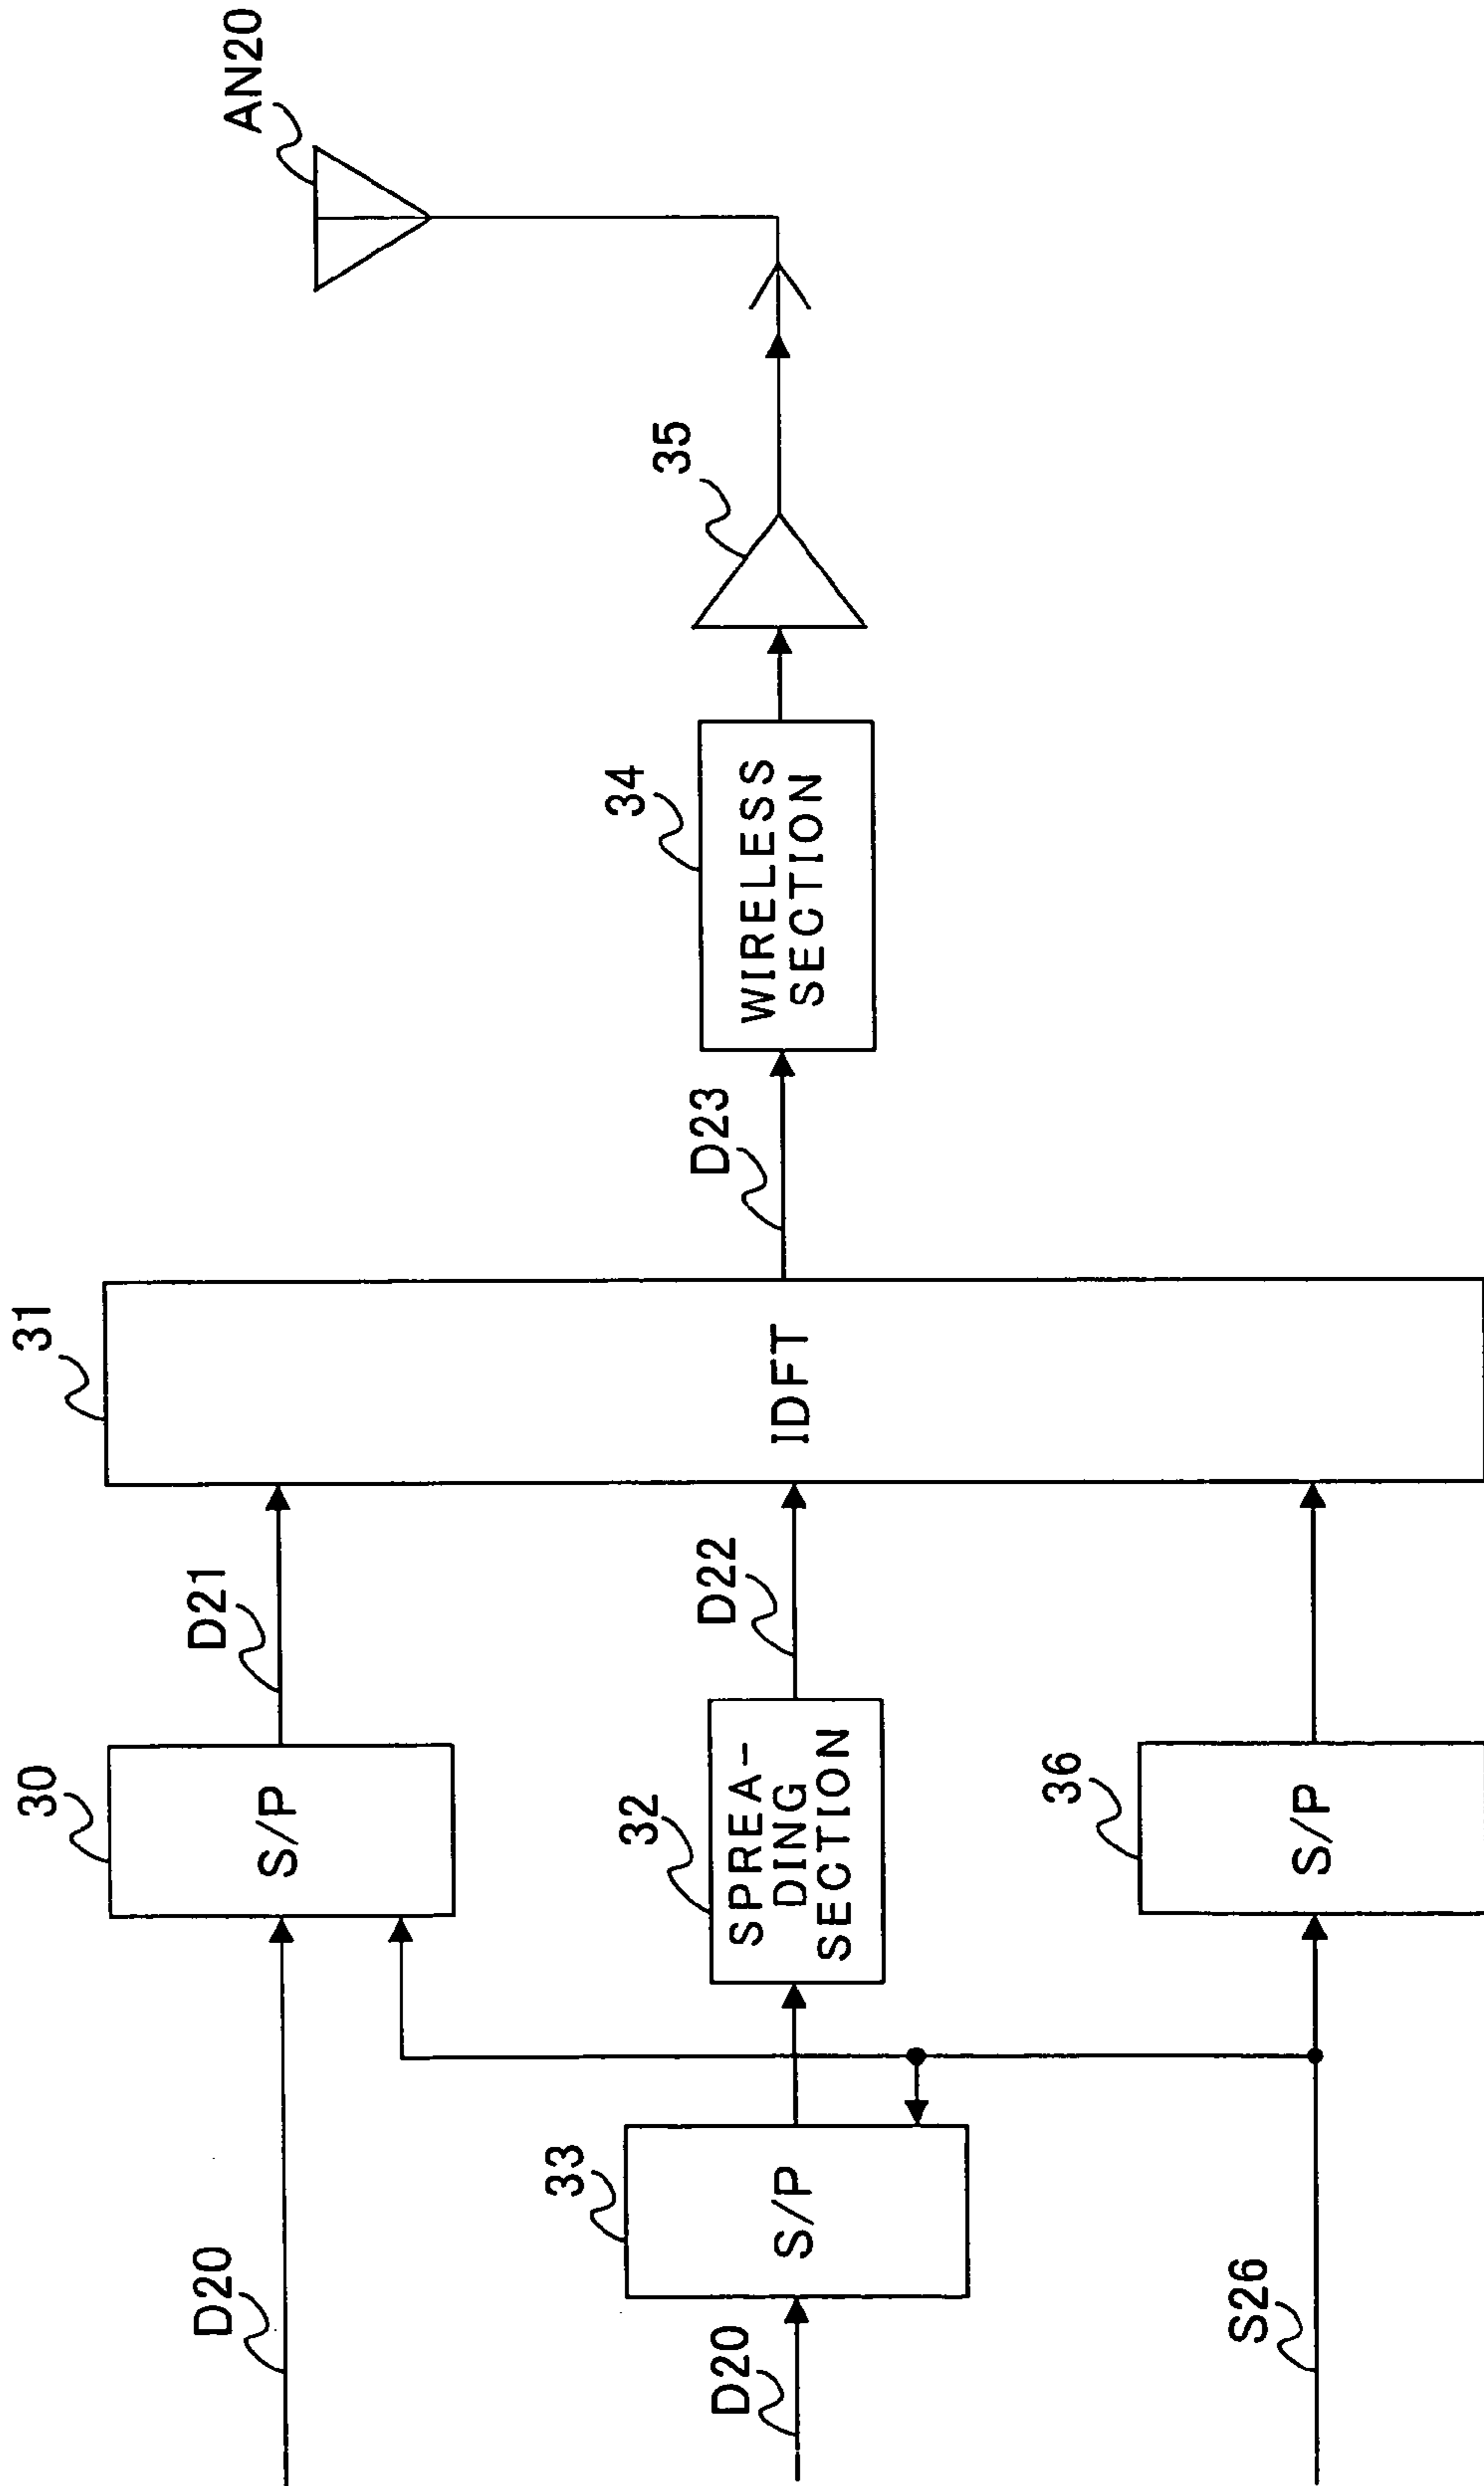 31
AN20
30
D21
S/P
D20
35
34
D23
WIRELESS
SECTION
IDFT
32
D22
SPREA-
DING
SECTION
33
S/P
D20
36
S/P
S26